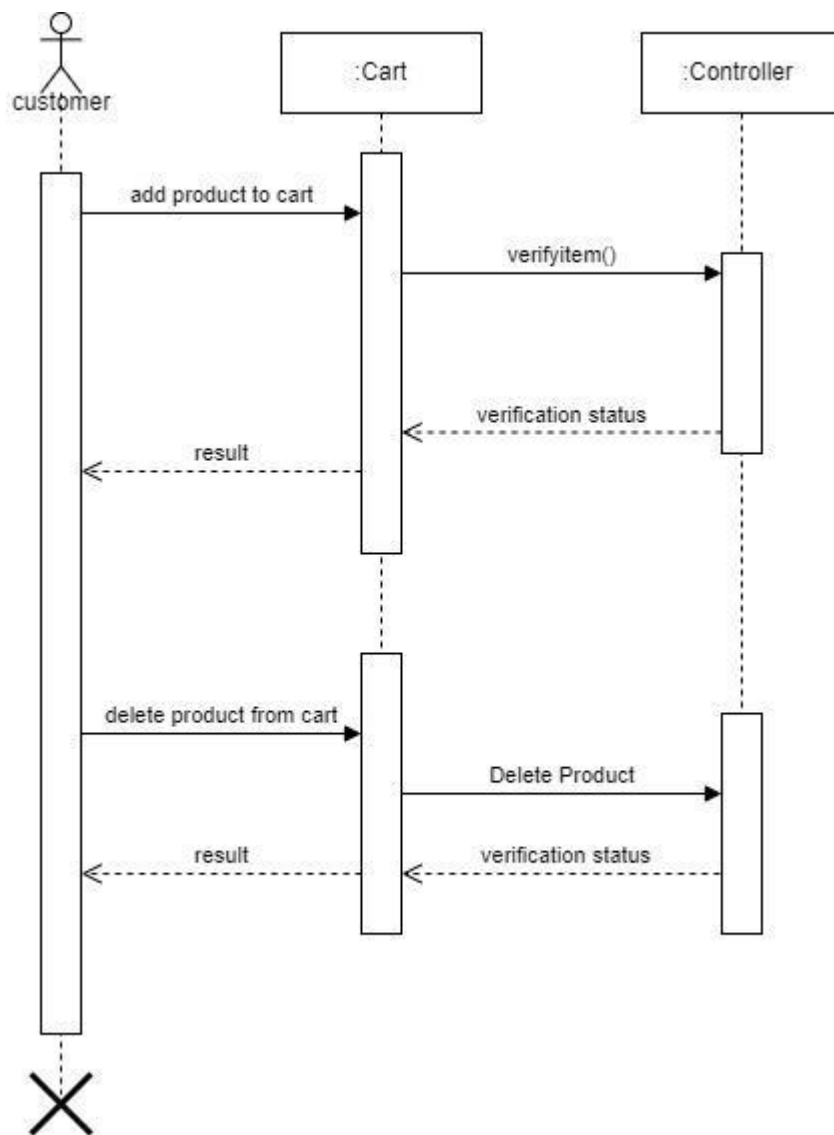 :Cart
:Controller
customer
add product to cart
verifyitem()
verification status
result
delete product from cart
Delete Product
result
verification status